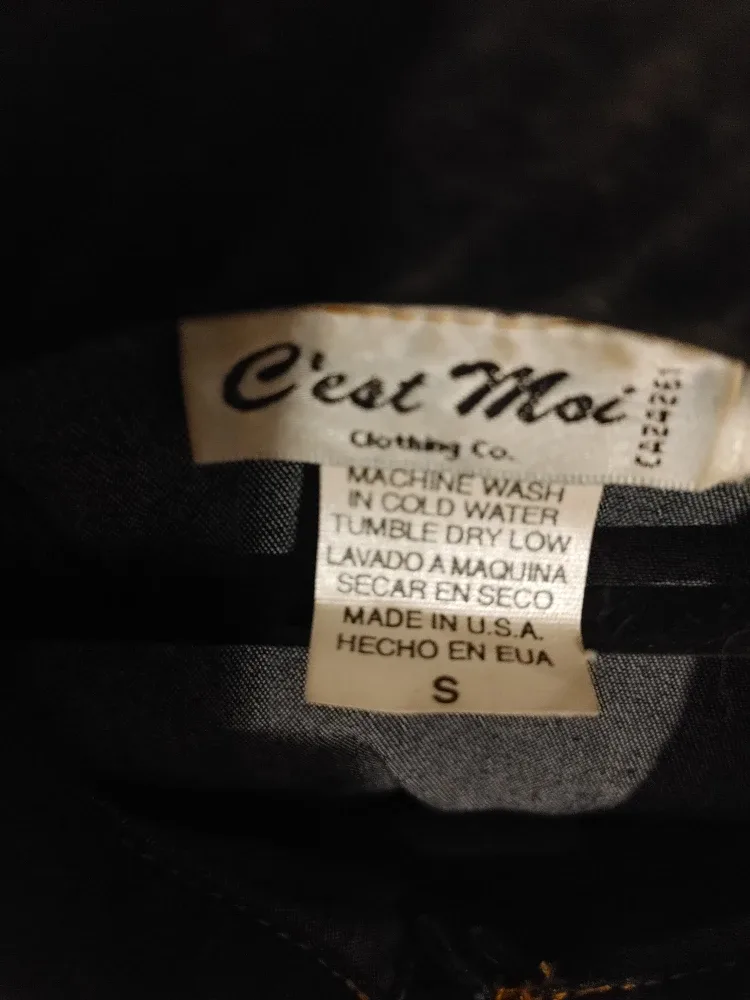 C'est Moi
Clothing Co.
CA24261
MACHINE WASH
IN COLD WATER
TUMBLE DRY LOW
LAVADO A MAQUINA
SECAR EN SECO
MADE IN U.S.A.
HECHO EN EUA
S